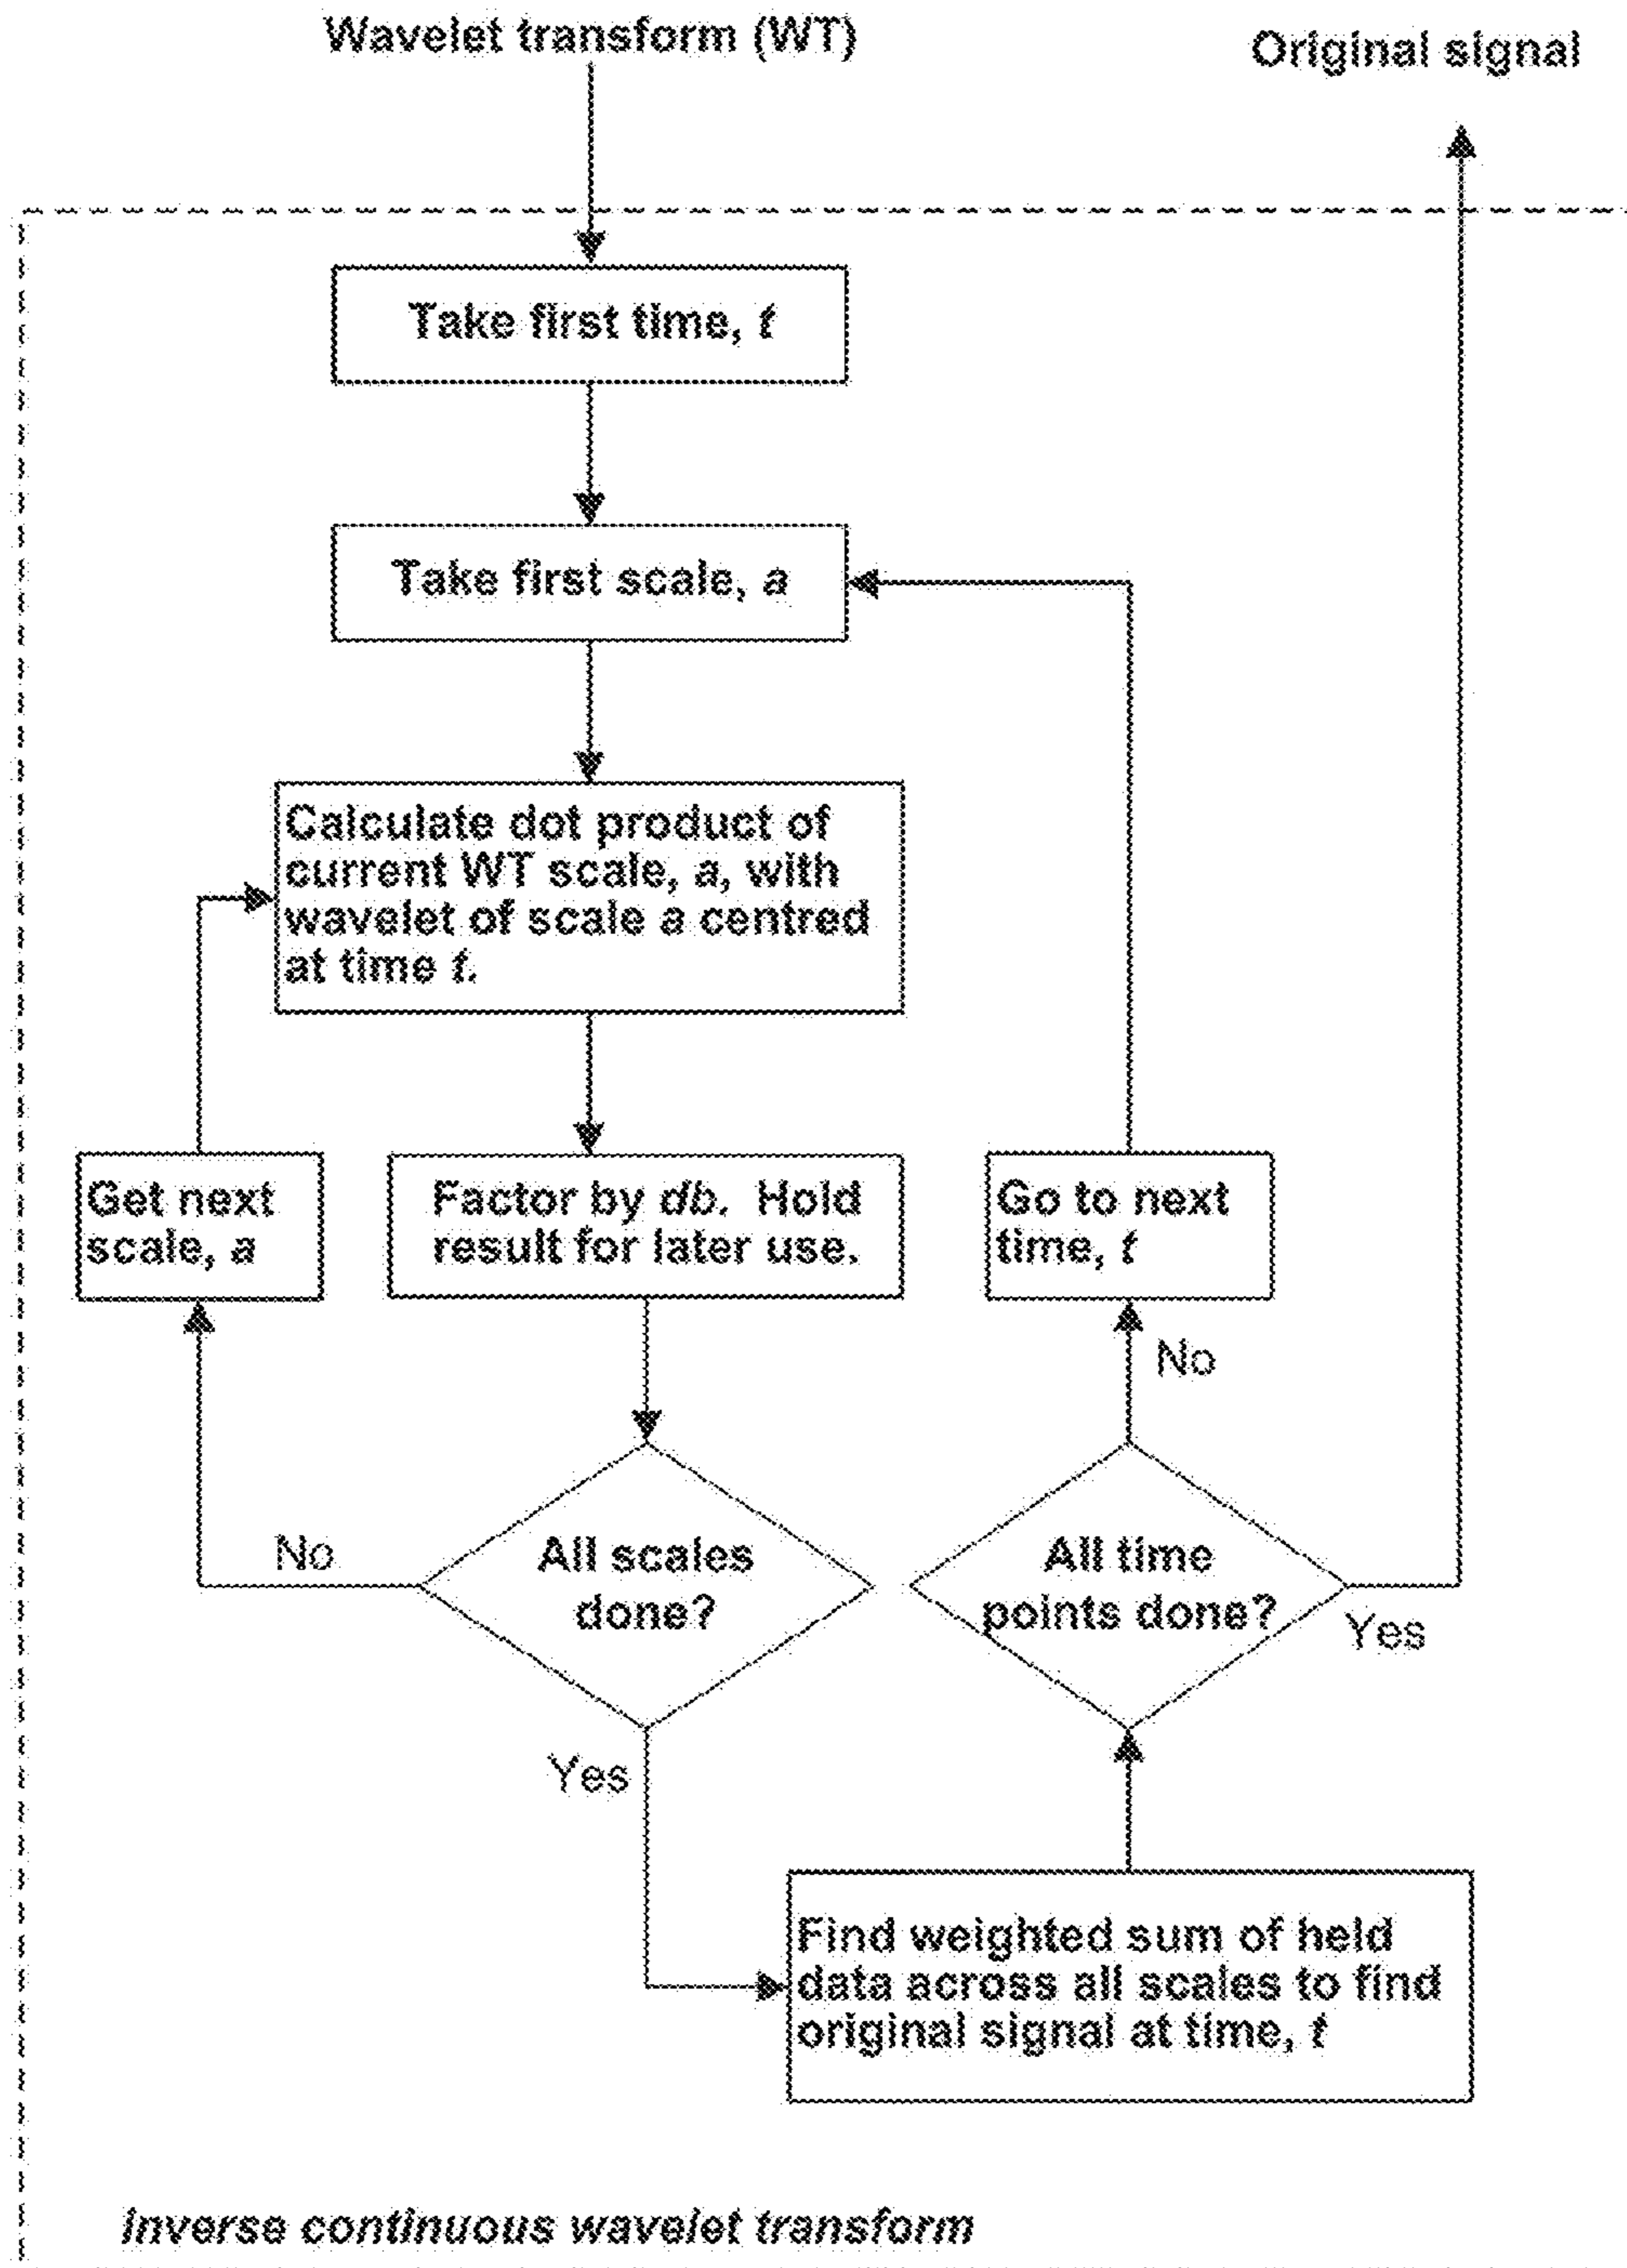 Wavelet transform (WT)
Original signal
Take first time, t
Take first scale, a
Calculate dot product of
current WT scale, a, with
wavelet of scale a centred
at time t.
Get next
scale, a
Factor by db. Hold
result for later use.
Go to next
time, t
No
No
All scales
done?
All time
points done?
Yes
Yes
Find weighted sum of held
data across all scales to find
original signal at time, t
Inverse continuous wavelet transform